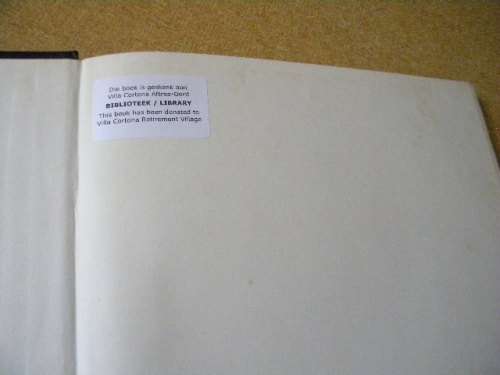 Die boek is geskenk aan
Villa Cortona Aftree-Oord
BIBLIOTEEK / LIBRARY
This book has been donated to
Villa Cortona Retirement Village